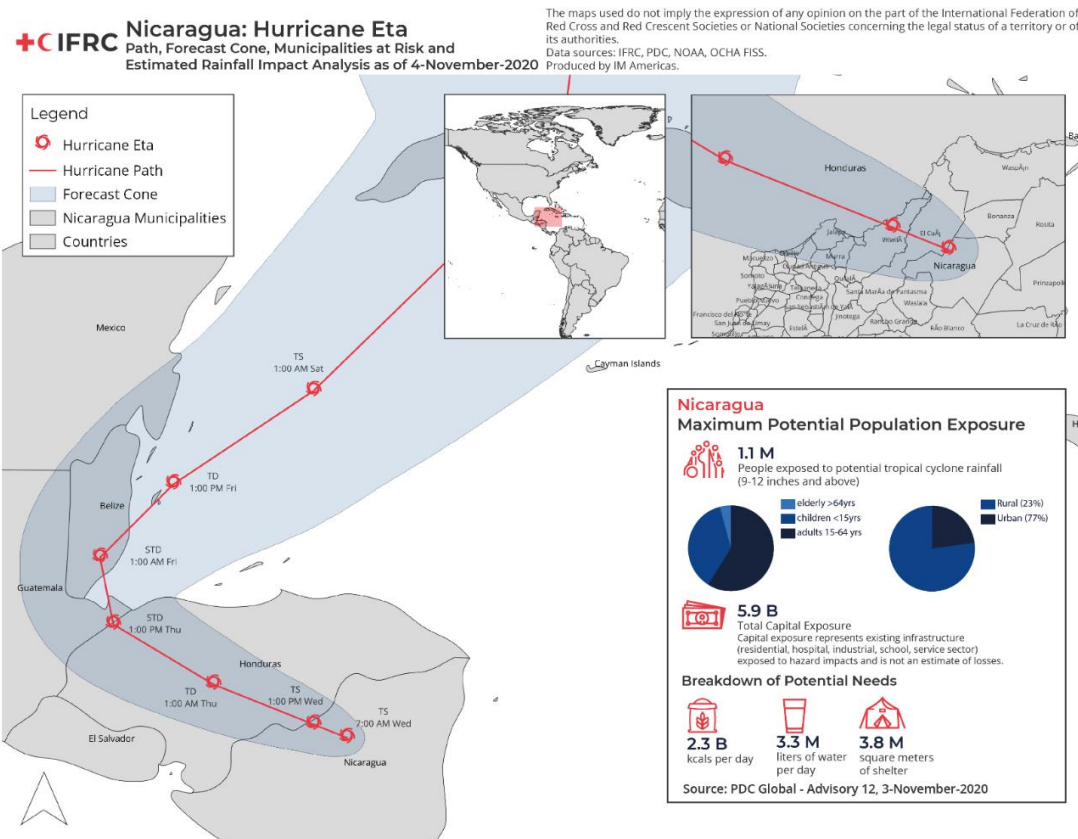 IFRC
Nicaragua: Hurricane Eta
Path, Forecast Cone, Municipalities at Risk and
Estimated Rainfall Impact Analysis as of 4-November-2020
The maps used do not imply the expression of any opinion on the part of the International Federation of
Red Cross and Red Crescent Societies or National Societies concerning the legal status of a territory or of
its authorities.
Data sources: IFRC, PDC, NOAA, OCHA FISS.
Produced by IM Americas.
Legend
Hurricane Eta
Hurricane Path
Forecast Cone
Nicaragua Municipalities
Countries
Honduras
WaspÃ¡n
Bonanza
Rosita
Jalapa
El CuÃ¡
Murra
Nicaragua
Macuelizo
Somoto
Prinzapolk
Santa MarÃ­a de Pantasma
Condega
Waslala
Jinotega
Rancho Grande
RÃ­o Blanco
La Cruz de RÃ­o
San Juan de Limay
EstelÃ­
Mexico
TS
1:00 AM Sat
Cayman Islands
TD
1:00 PM Fri
Belize
STD
1:00 AM Fri
Guatemala
STD
1:00 PM Thu
Honduras
TD
1:00 AM Thu
TS
1:00 PM Wed
TS
7:00 AM Wed
El Salvador
Nicaragua
Nicaragua
Maximum Potential Population Exposure
1.1 M
People exposed to potential tropical cyclone rainfall
(9-12 inches and above)
elderly >64yrs
children <15yrs
adults 15-64 yrs
Rural (23%)
Urban (77%)
5.9 B
Total Capital Exposure
Capital exposure represents existing infrastructure
(residential, hospital, industrial, school, service sector)
exposed to hazard impacts and is not an estimate of losses.
Breakdown of Potential Needs
2.3 B
kcals per day
3.3 M
liters of water
per day
3.8 M
square meters
of shelter
Source: PDC Global - Advisory 12, 3-November-2020